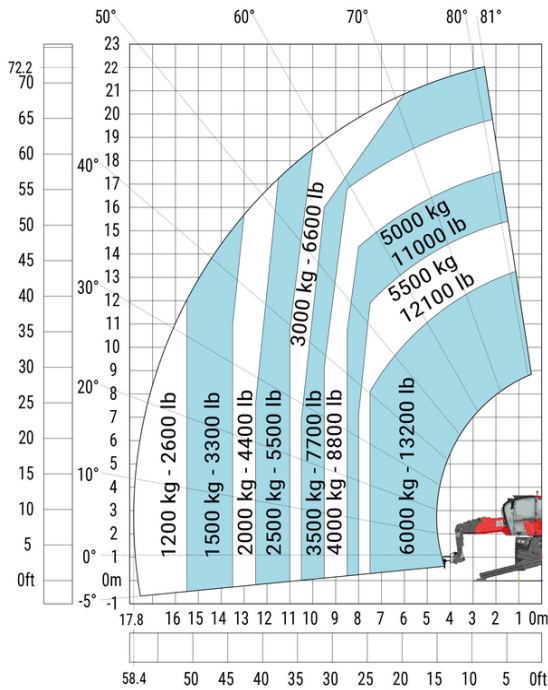 50° 60° 70° 80° 81°
23
72.2 22
70 21
20
65 19
60 18
40° 17
55 16
50 15
14
45 13
30° 12
40 11
35 10
30 9
20° 8
25 7
20 6
5
15 10° 4
10 3
2
5 0° 1
0ft 0m
-5° -1
1200 kg - 2600 lb
1500 kg - 3300 lb
2000 kg - 4400 lb
2500 kg - 5500 lb
3000 kg - 6600 lb
3500 kg - 7700 lb
4000 kg - 8800 lb
5000 kg
11000 lb
5500 kg
12100 lb
6000 kg - 13200 lb
17.8 16 15 14 13 12 11 10 9 8 7 6 5 4 3 2 1 0m
58.4 50 45 40 35 30 25 20 15 10 5 0ft